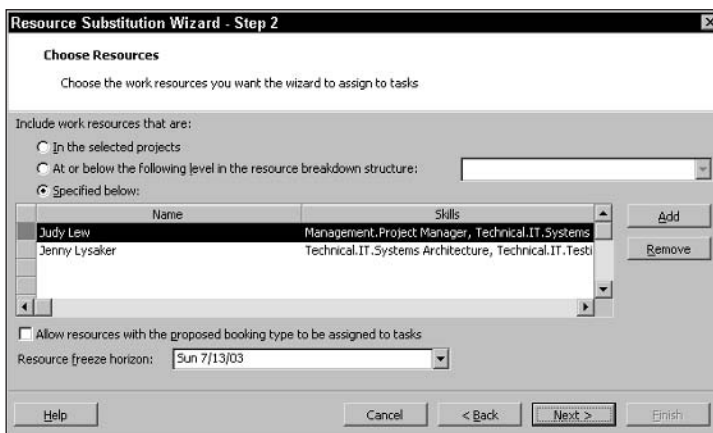 Resource Substitution Wizard - Step 2
Choose Resources
Choose the work resources you want the wizard to assign to tasks
Include work resources that are:
In the selected projects
At or below the following level in the resource breakdown structure:
Specified below:
Name Skills
Judy Lew Management.Project Manager, Technical.IT.Systems
Jenny Lysaker Technical.IT.Systems Architecture, Technical.IT.Testi
Add
Remove
Allow resources with the proposed booking type to be assigned to tasks
Resource freeze horizon: Sun 7/13/03
Help Cancel < Back Next > Finish